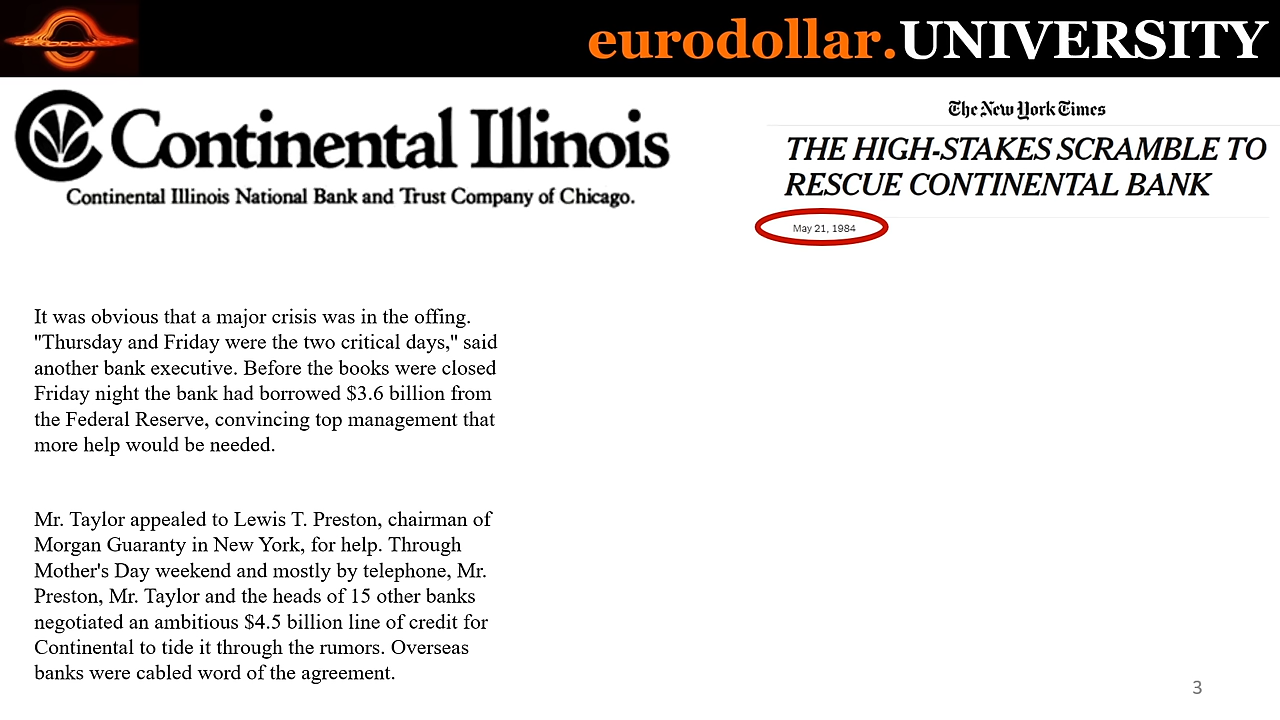 eurodollar.UNIVERSITY
Continental Illinois
Continental Illinois National Bank and Trust Company of Chicago.
The New York Times
THE HIGH-STAKES SCRAMBLE TO
RESCUE CONTINENTAL BANK
May 21, 1984
It was obvious that a major crisis was in the offing.
"Thursday and Friday were the two critical days," said
another bank executive. Before the books were closed
Friday night the bank had borrowed $3.6 billion from
the Federal Reserve, convincing top management that
more help would be needed.
Mr. Taylor appealed to Lewis T. Preston, chairman of
Morgan Guaranty in New York, for help. Through
Mother's Day weekend and mostly by telephone, Mr.
Preston, Mr. Taylor and the heads of 15 other banks
negotiated an ambitious $4.5 billion line of credit for
Continental to tide it through the rumors. Overseas
banks were cabled word of the agreement.
3